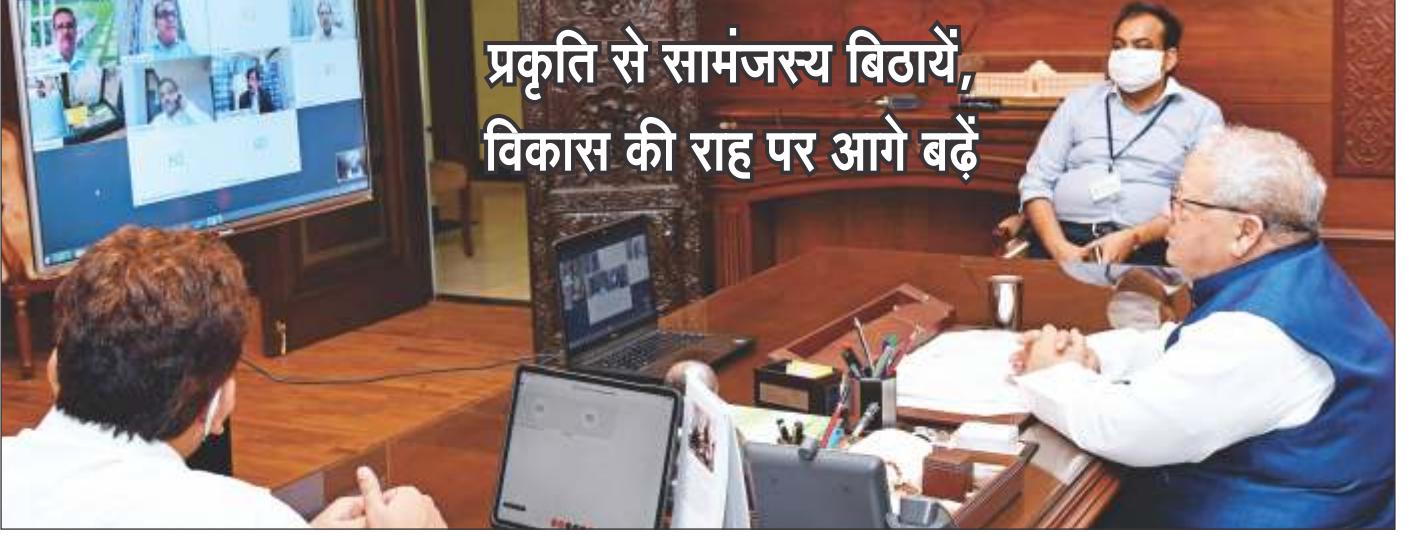 प्रकृति से सामंजस्य बिठायें,
विकास की राह पर आगे बढ़ें